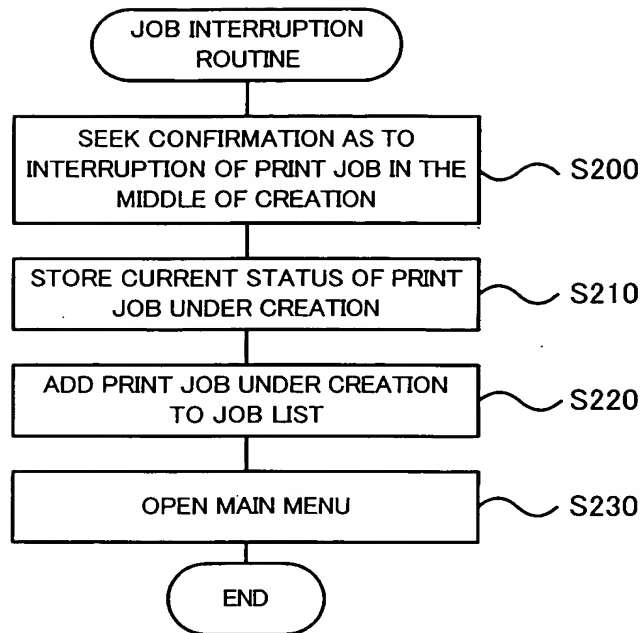 JOB INTERRUPTION
ROUTINE
SEEK CONFIRMATION AS TO
INTERRUPTION OF PRINT JOB IN THE
MIDDLE OF CREATION
S200
STORE CURRENT STATUS OF PRINT
JOB UNDER CREATION
S210
ADD PRINT JOB UNDER CREATION
TO JOB LIST
S220
OPEN MAIN MENU
S230
END